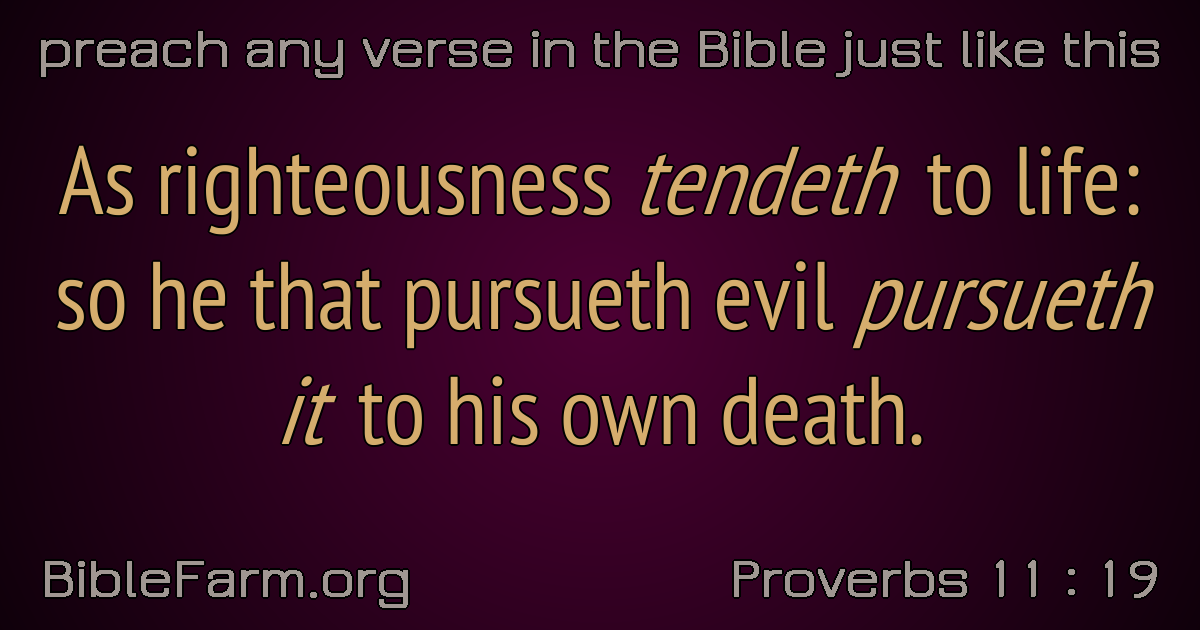 preach any verse in the Bible just like this
As righteousness tendeth to life:
so he that pursueth evil pursueth
it to his own death.
BibleFarm.org
Proverbs 11 : 19